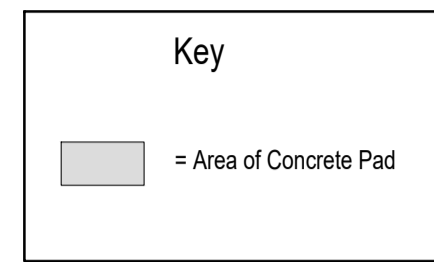 Key
= Area of Concrete Pad